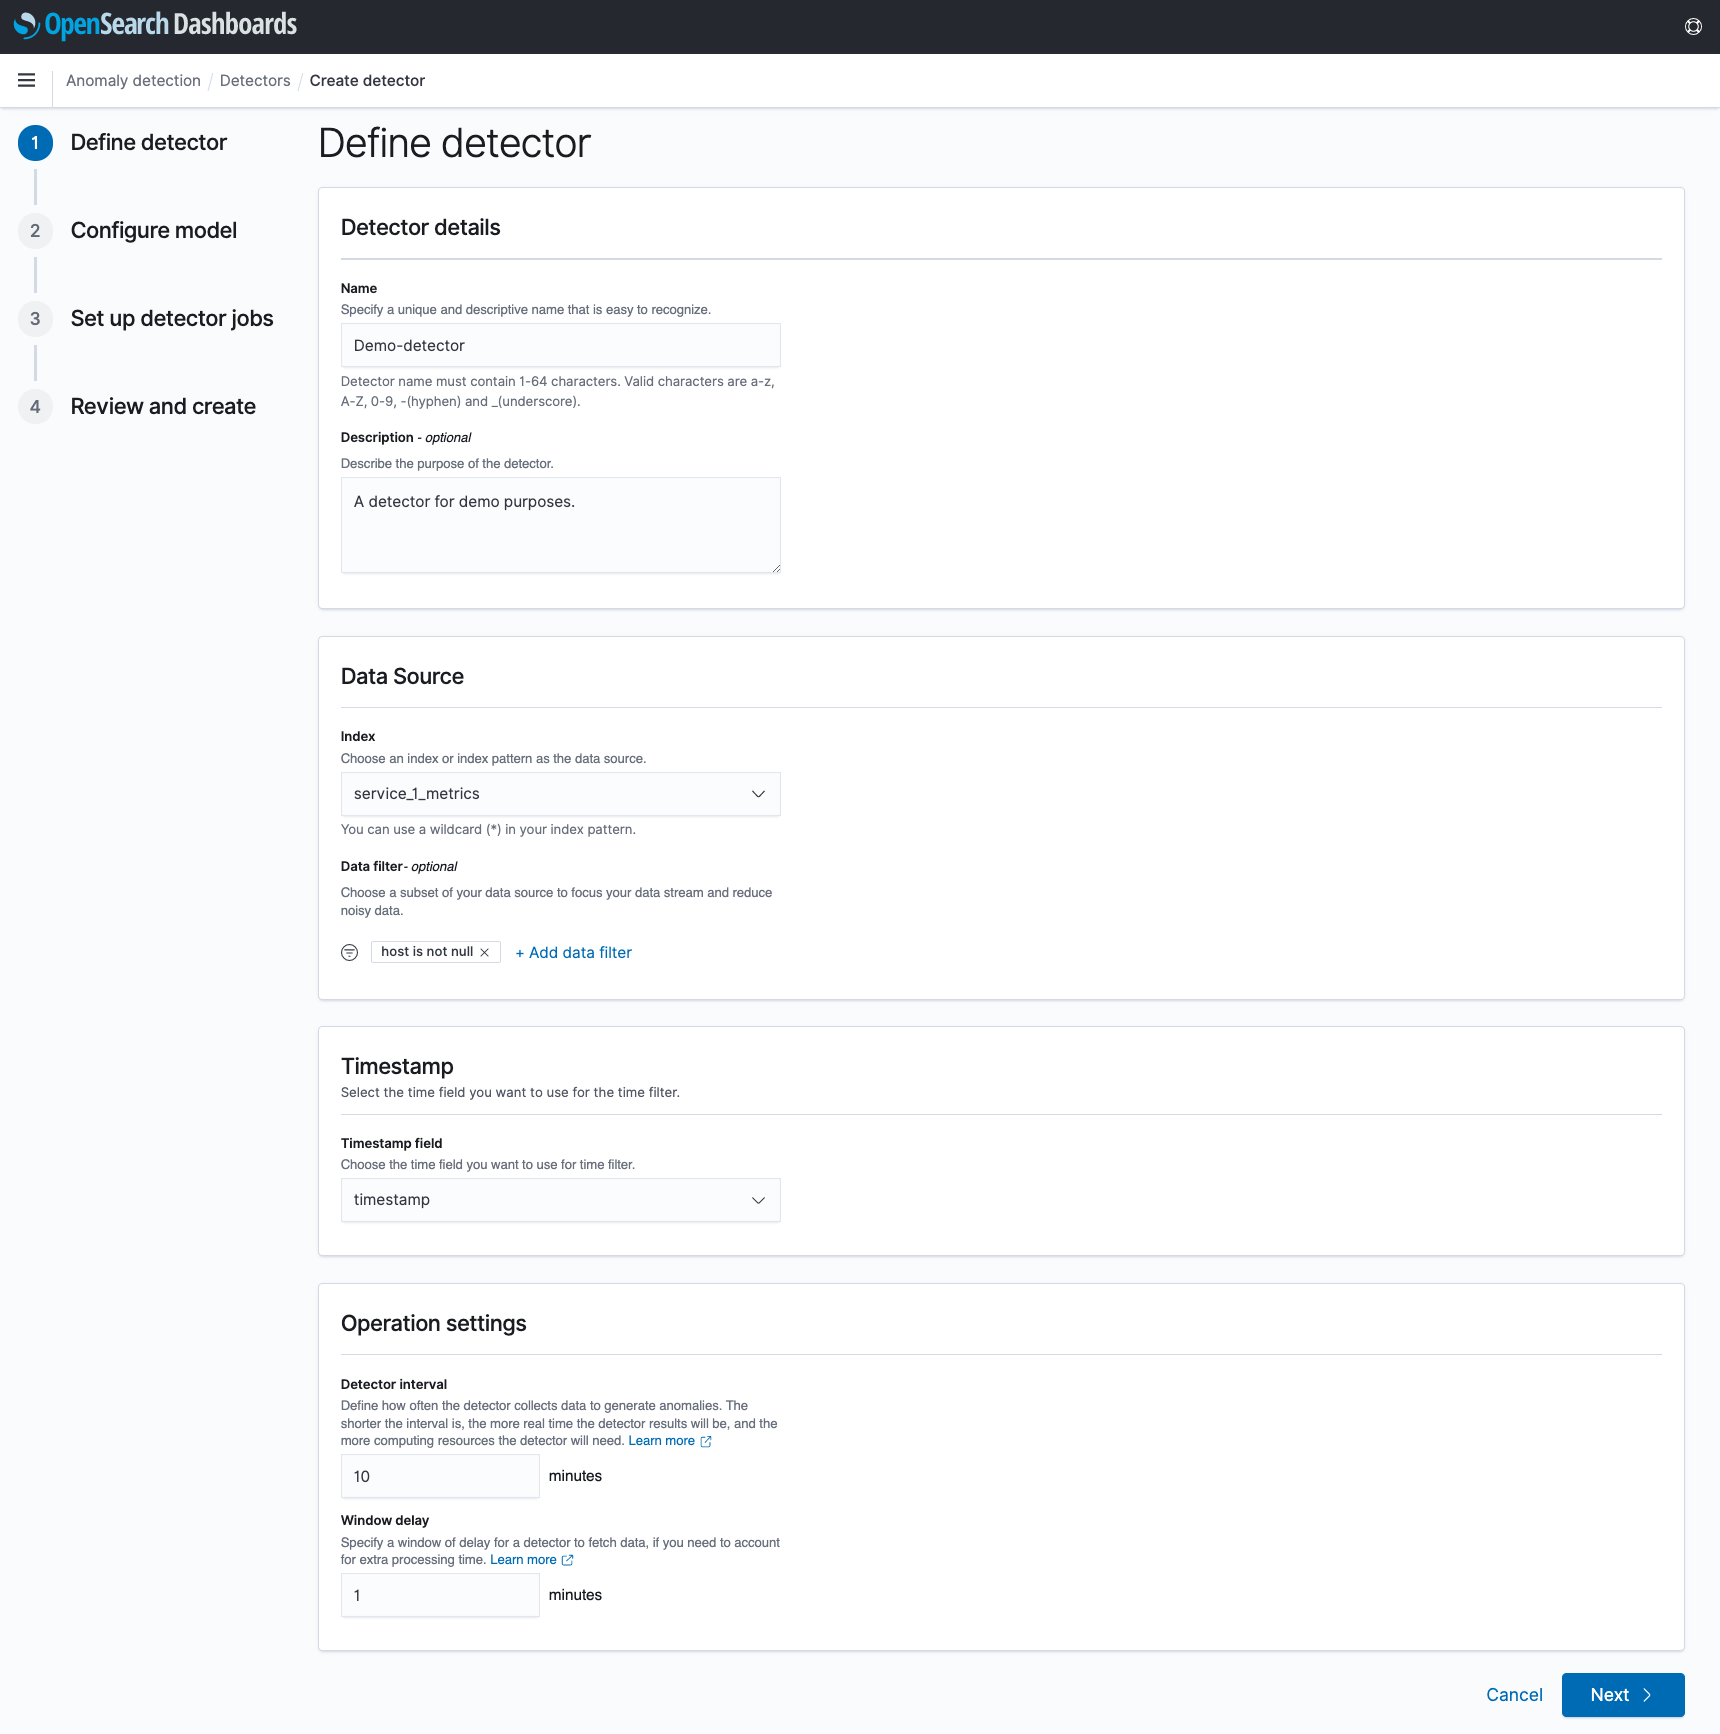 OpenSearch Dashboards
Anomaly detection / Detectors / Create detector
1 Define detector
2 Configure model
3 Set up detector jobs
4 Review and create
Define detector
Detector details
Name
Specify a unique and descriptive name that is easy to recognize.
Demo-detector
Detector name must contain 1-64 characters. Valid characters are a-z,
A-Z, 0-9, -(hyphen) and _(underscore).
Description - optional
Describe the purpose of the detector.
A detector for demo purposes.
Data Source
Index
Choose an index or index pattern as the data source.
service_1_metrics
You can use a wildcard (*) in your index pattern.
Data filter- optional
Choose a subset of your data source to focus your data stream and reduce
noisy data.
host is not null × + Add data filter
Timestamp
Select the time field you want to use for the time filter.
Timestamp field
Choose the time field you want to use for time filter.
timestamp
Operation settings
Detector interval
Define how often the detector collects data to generate anomalies. The
shorter the interval is, the more real time the detector results will be, and the
more computing resources the detector will need. Learn more
10 minutes
Window delay
Specify a window of delay for a detector to fetch data, if you need to account
for extra processing time. Learn more
1 minutes
Cancel Next